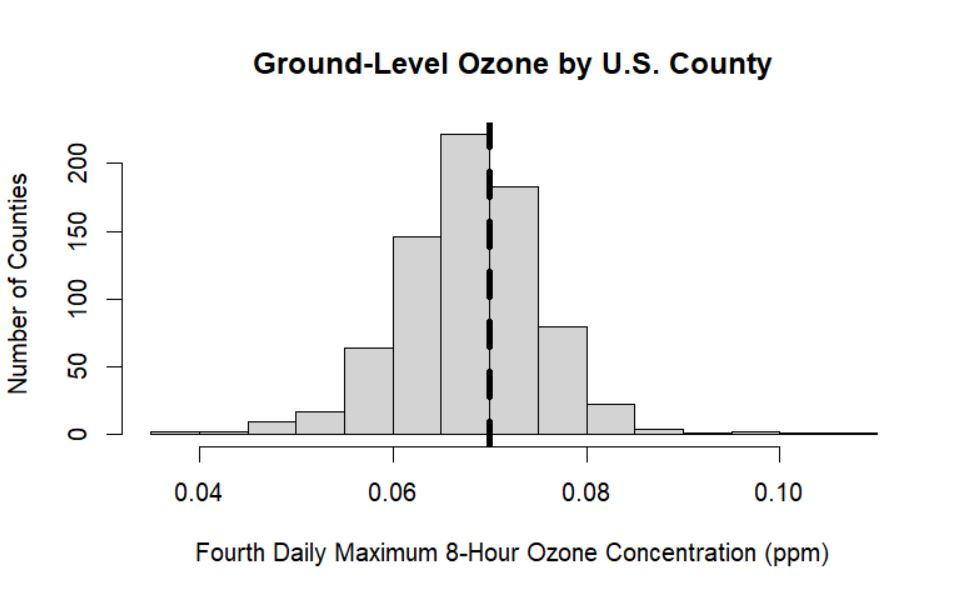 Ground-Level Ozone by U.S. County
Number of Counties
200
150
100
50
0
0.04 0.06 0.08 0.10
Fourth Daily Maximum 8-Hour Ozone Concentration (ppm)